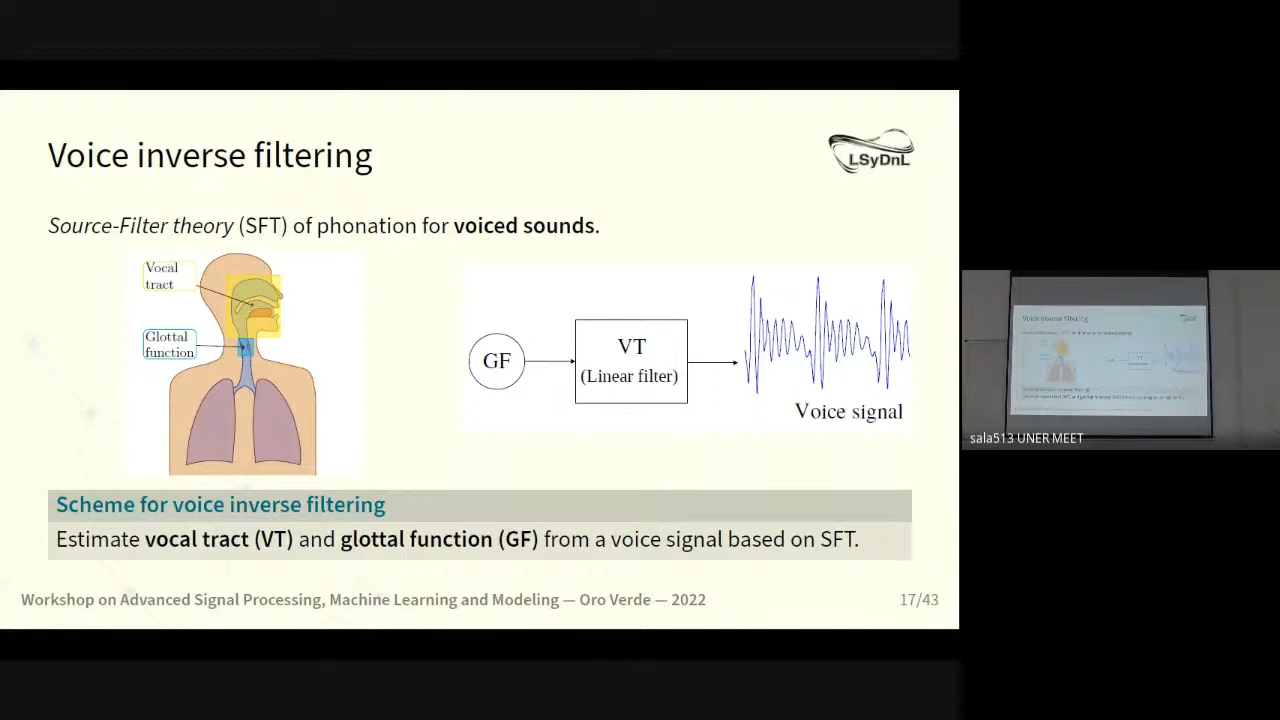 Voice inverse filtering
LSyDnL
Source-Filter theory (SFT) of phonation for voiced sounds.
Vocal
tract
Glottal
function
GF
VT
(Linear filter)
Voice signal
Scheme for voice inverse filtering
Estimate vocal tract (VT) and glottal function (GF) from a voice signal based on SFT.
Workshop on Advanced Signal Processing, Machine Learning and Modeling — Oro Verde — 2022
17/43
Voice inverse filtering
sala513 UNER MEET